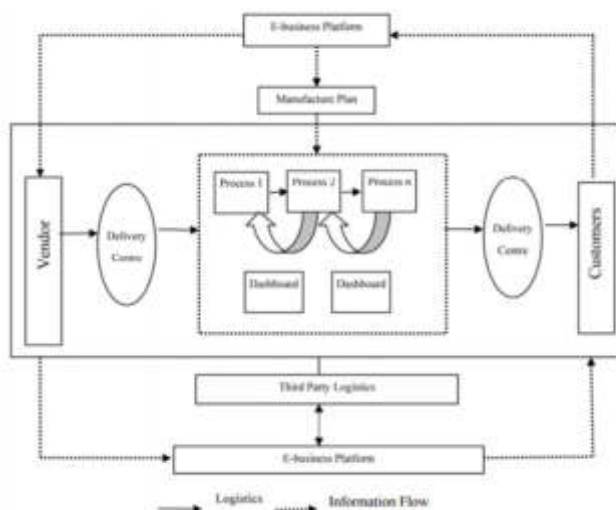 E-business Platform
Manufacture Plan
Process 1
Process 2
Process n
Vendor
Delivery
Centre
Delivery
Centre
Customers
Dashboard
Dashboard
Third Party Logistics
E-business Platform
Logistics
Information Flow